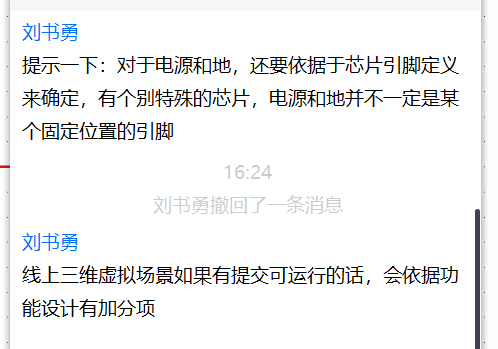 刘书勇
提示一下：对于电源和地，还要依据于芯片引脚定义
来确定，有个别特殊的芯片，电源和地并不一定是某
个固定位置的引脚
16:24
刘书勇撤回了一条消息
刘书勇
线上三维虚拟场景如果有提交可运行的话，会依据功
能设计有加分项